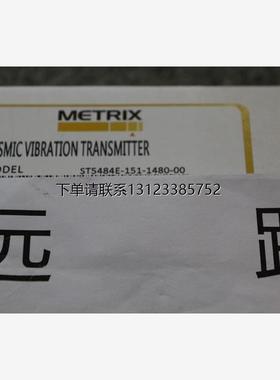 METRIX
SMIC VIBRATION TRANSMITTER
ODEL ST5484E-151-1480-00
下单请联系13123385752
远